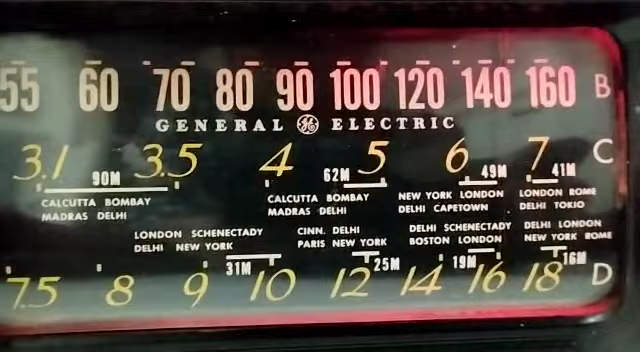 55 60 70 80 90 100 120 140 160 B
GENERAL GE ELECTRIC
3.1 3.5 4 5 6 7 C
90M 62M 49M 41M
CALCUTTA BOMBAY CALCUTTA BOMBAY NEW YORK LONDON LONDON ROME
MADRAS DELHI MADRAS DELHI DELHI CAPETOWN DELHI TOKIO
LONDON SCHENECTADY CINN. DELHI DELHI SCHENECTADY DELHI LONDON
DELHI NEW YORK PARIS NEW YORK BOSTON LONDON NEW YORK ROME
31M 25M 19M 16M
7.5 8 9 10 12 14 16 18 D